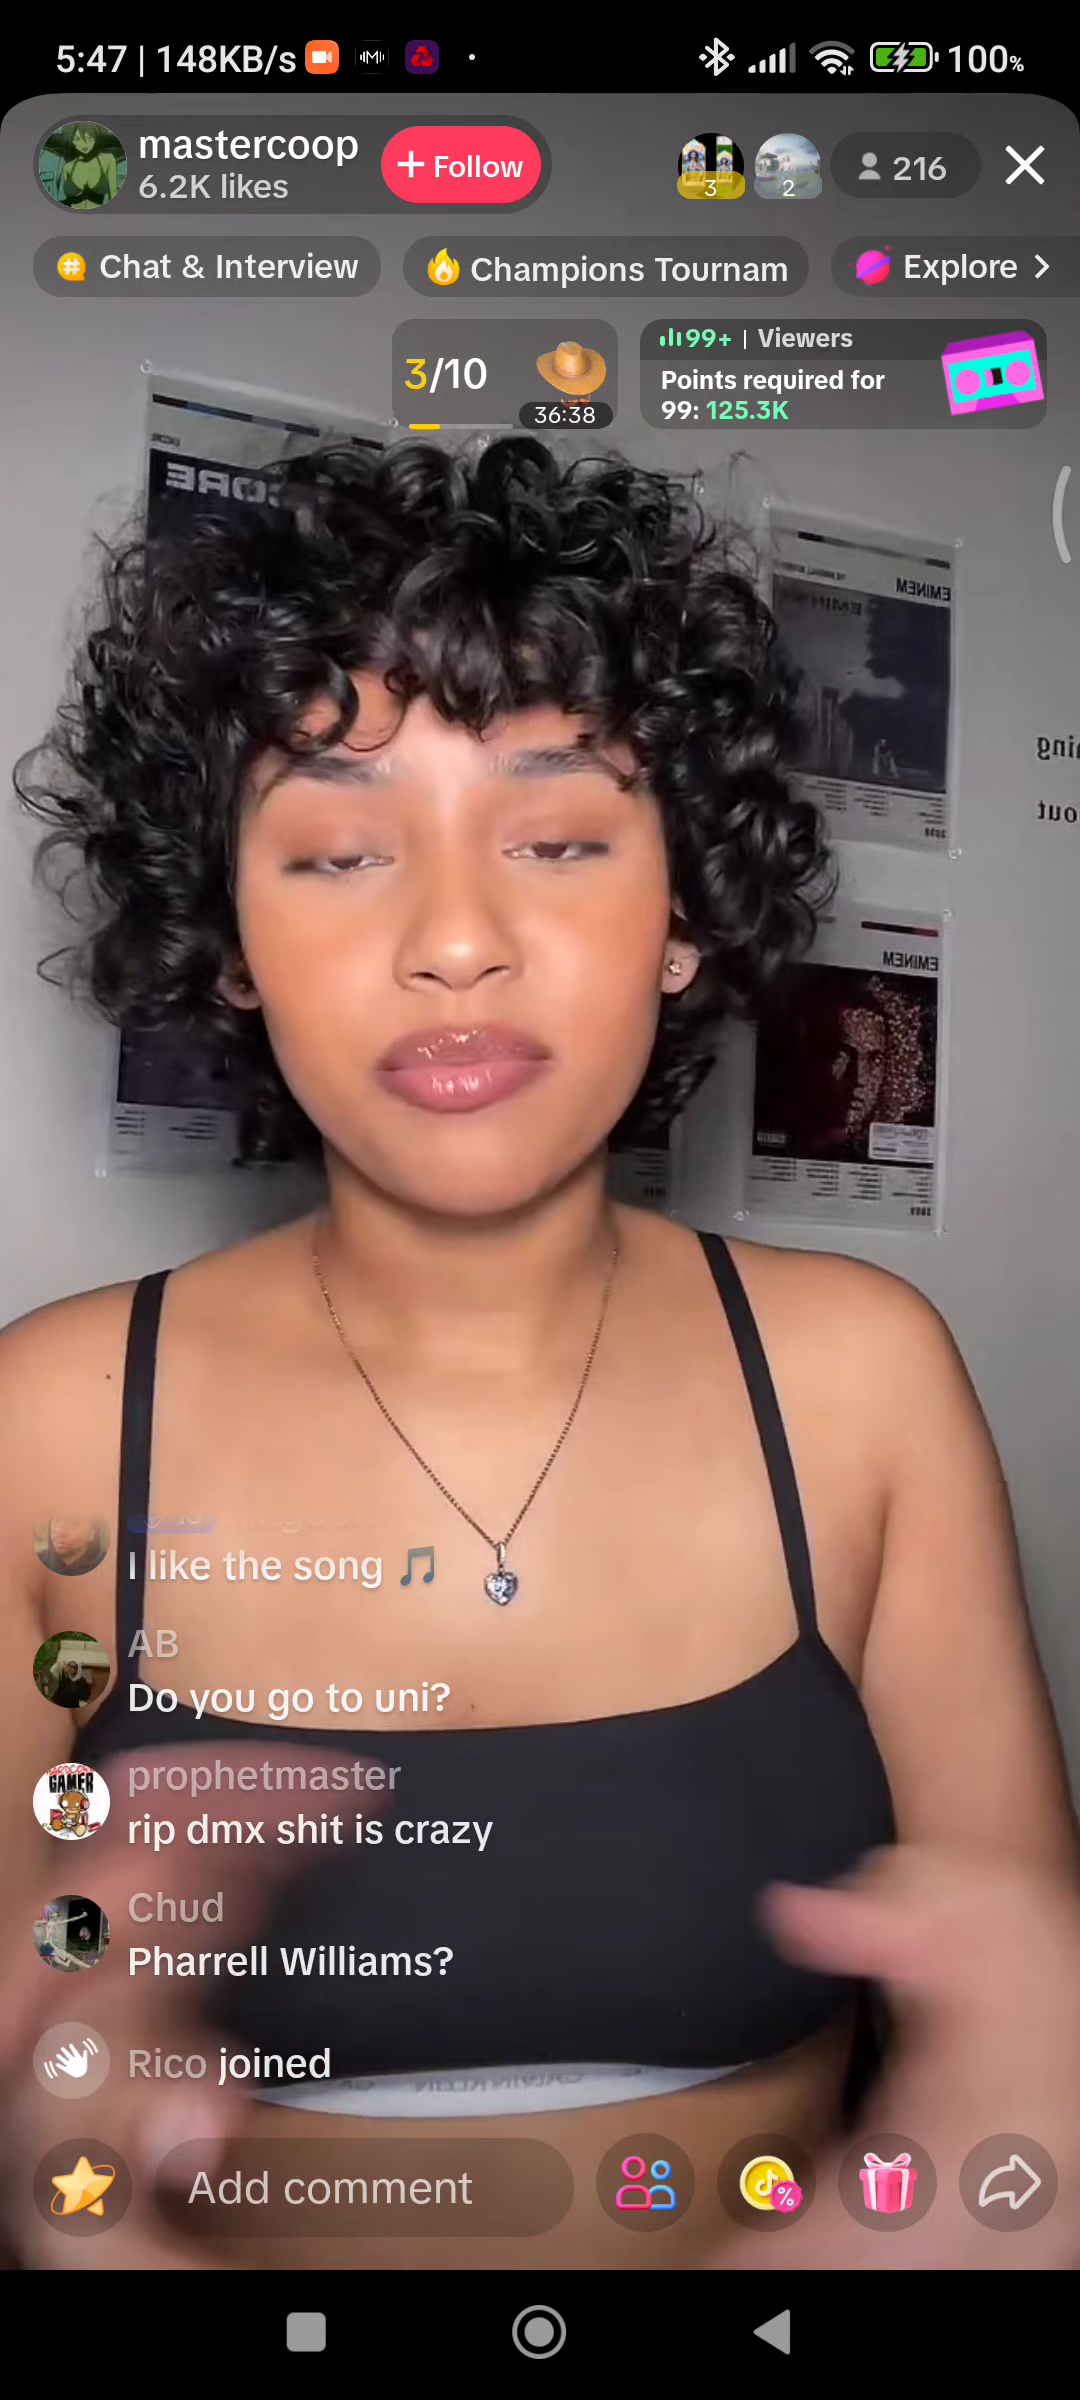 5:47 | 148KB/s
100%
mastercoop
6.2K likes
+ Follow
3
2
216
Chat & Interview
Champions Tournam
Explore >
3/10
36:38
99+ | Viewers
Points required for
99: 125.3K
EMINEM
EMINEM
I like the song 🎵
AB
Do you go to uni?
prophetmaster
rip dmx shit is crazy
Chud
Pharrell Williams?
Rico joined
Add comment